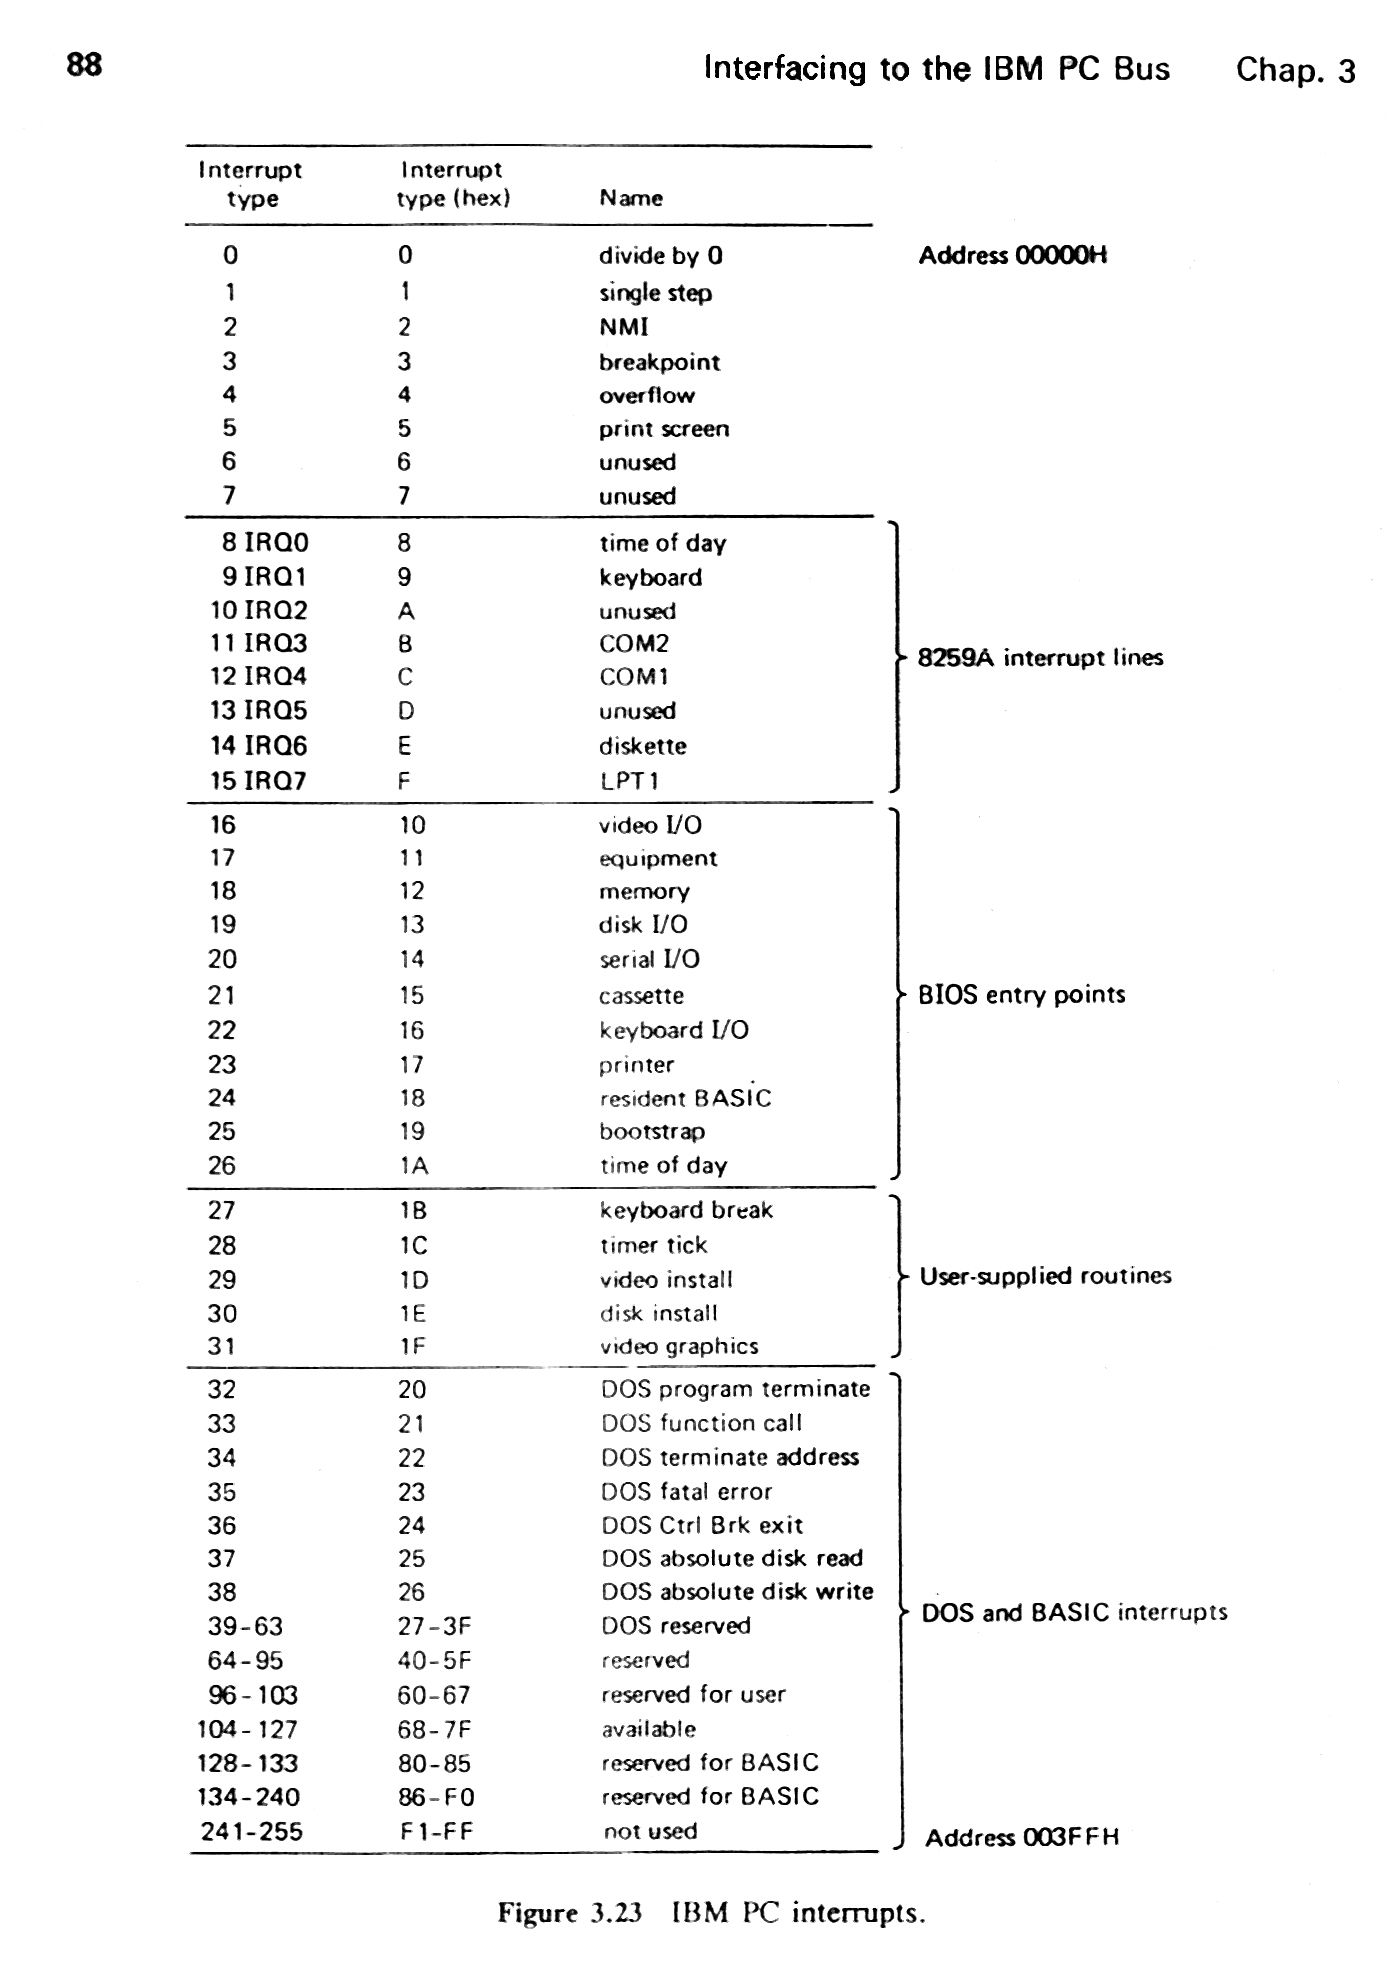 88 Interfacing to the IBM PC Bus Chap. 3
Interrupt type Interrupt type (hex) Name
0 0 divide by 0 Address 00000H
1 1 single step
2 2 NMI
3 3 breakpoint
4 4 overflow
5 5 print screen
6 6 unused
7 7 unused
8 IRQ0 8 time of day
9 IRQ1 9 keyboard
10 IRQ2 A unused
11 IRQ3 B COM2
8259A interrupt lines
12 IRQ4 C COM1
13 IRQ5 D unused
14 IRQ6 E diskette
15 IRQ7 F LPT1
16 10 video I/O
17 11 equipment
18 12 memory
19 13 disk I/O
20 14 serial I/O
21 15 cassette BIOS entry points
22 16 keyboard I/O
23 17 printer
24 18 resident BASIC
25 19 bootstrap
26 1A time of day
27 1B keyboard break
28 1C timer tick
29 1D video install User-supplied routines
30 1E disk install
31 1F video graphics
32 20 DOS program terminate
33 21 DOS function call
34 22 DOS terminate address
35 23 DOS fatal error
36 24 DOS Ctrl Brk exit
37 25 DOS absolute disk read
38 26 DOS absolute disk write
DOS and BASIC interrupts
39-63 27-3F DOS reserved
64-95 40-5F reserved
96-103 60-67 reserved for user
104-127 68-7F available
128-133 80-85 reserved for BASIC
134-240 86-F0 reserved for BASIC
241-255 F1-FF not used Address 003FFH
Figure 3.23 IBM PC interrupts.